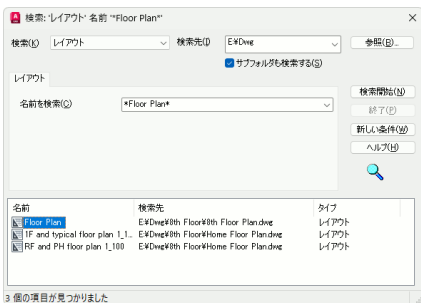 検索: 'レイアウト' 名前 '*Floor Plan*'
検索(K) レイアウト 検索先(I) E:¥Dwg 参照(B)...
サブフォルダも検索する(S)
レイアウト
検索開始(N)
名前を検索(C) *Floor Plan*
終了(P)
新しい条件(W)
ヘルプ(H)
名前 検索先 タイプ
Floor Plan E:¥Dwg¥8th Floor¥8th Floor Plan.dwg レイアウト
1F and typical floor plan 1_1... E:¥Dwg¥8th Floor¥Home Floor Plan.dwg レイアウト
RF and PH floor plan 1_100 E:¥Dwg¥8th Floor¥Home Floor Plan.dwg レイアウト
3 個の項目が見つかりました